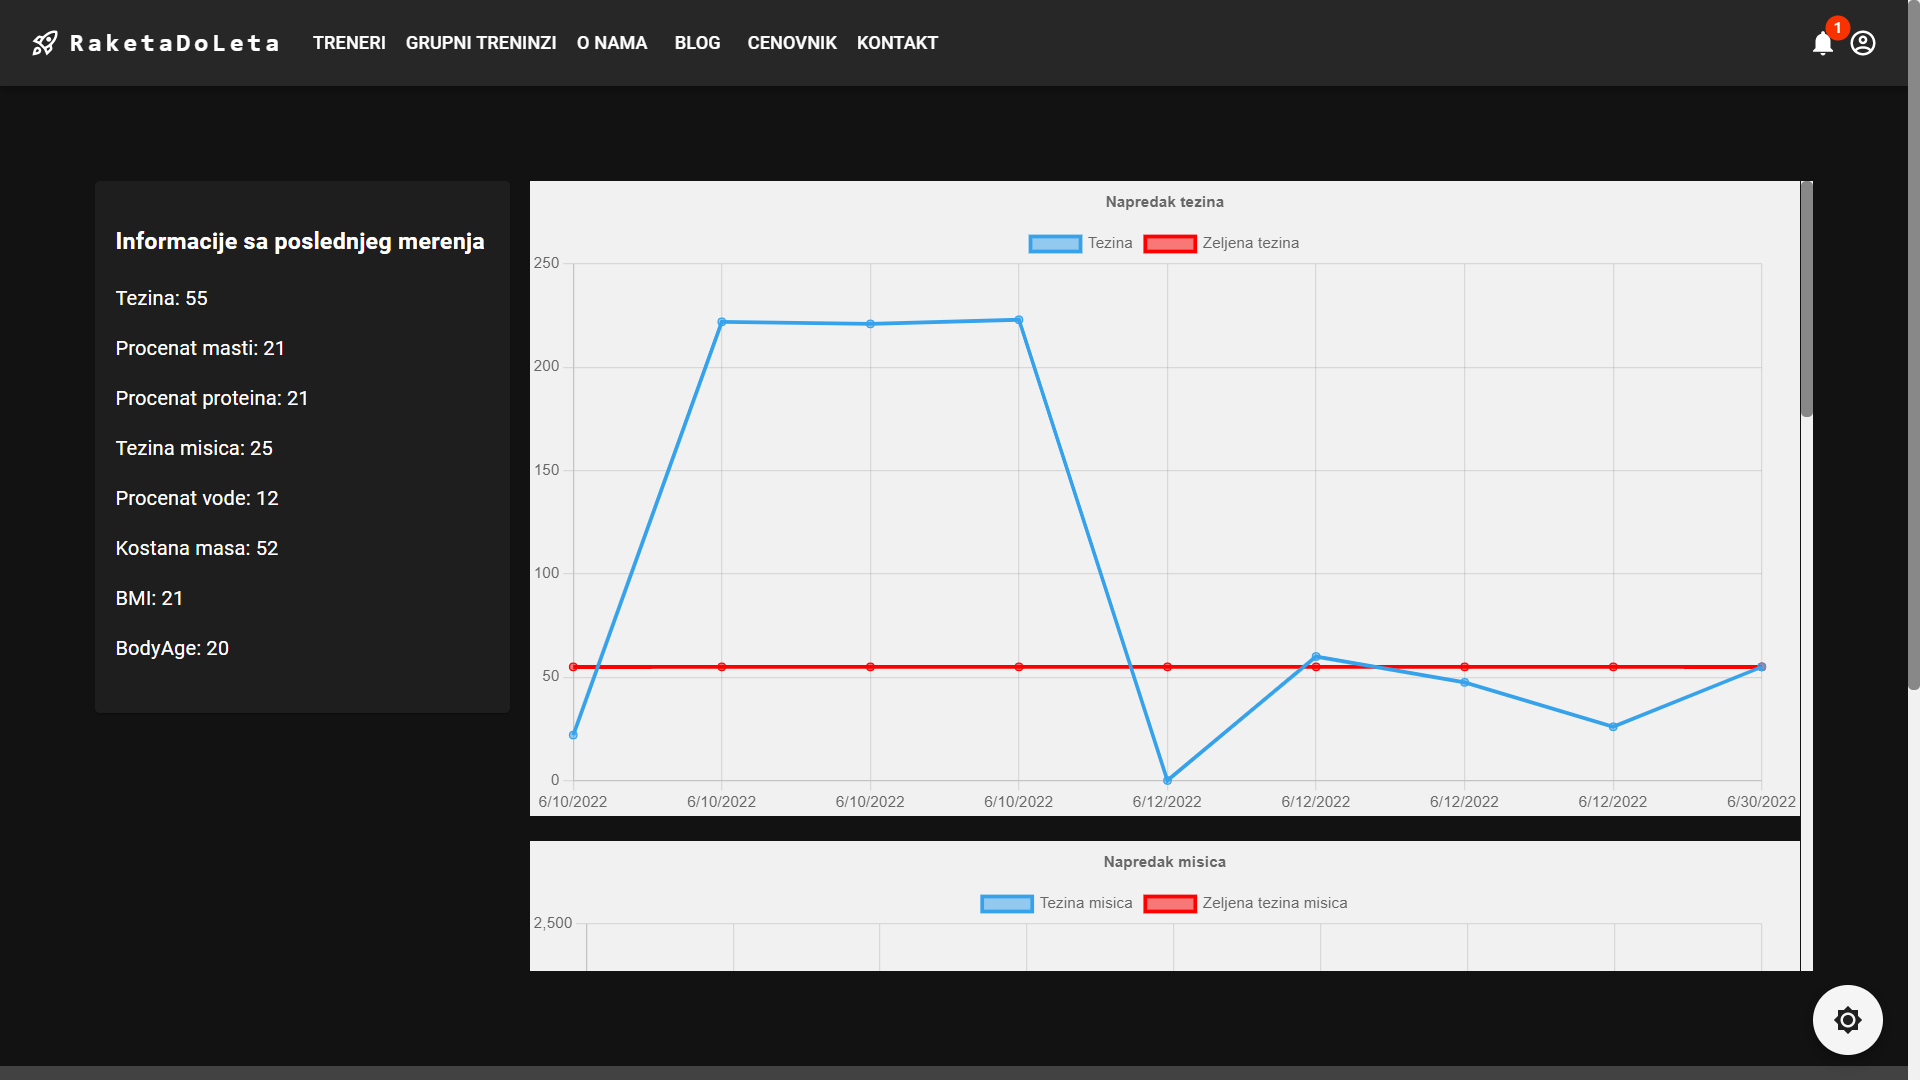 RaketaDoLeta TRENERI GRUPNI TRENINZI O NAMA BLOG CENOVNIK KONTAKT 1
Informacije sa poslednjeg merenja
Tezina: 55
Procenat masti: 21
Procenat proteina: 21
Tezina misica: 25
Procenat vode: 12
Kostana masa: 52
BMI: 21
BodyAge: 20
Napredak tezina
Tezina Zeljena tezina
250
200
150
100
50
0
6/10/2022 6/10/2022 6/10/2022 6/10/2022 6/12/2022 6/12/2022 6/12/2022 6/12/2022 6/30/2022
Napredak misica
Tezina misica Zeljena tezina misica
2,500